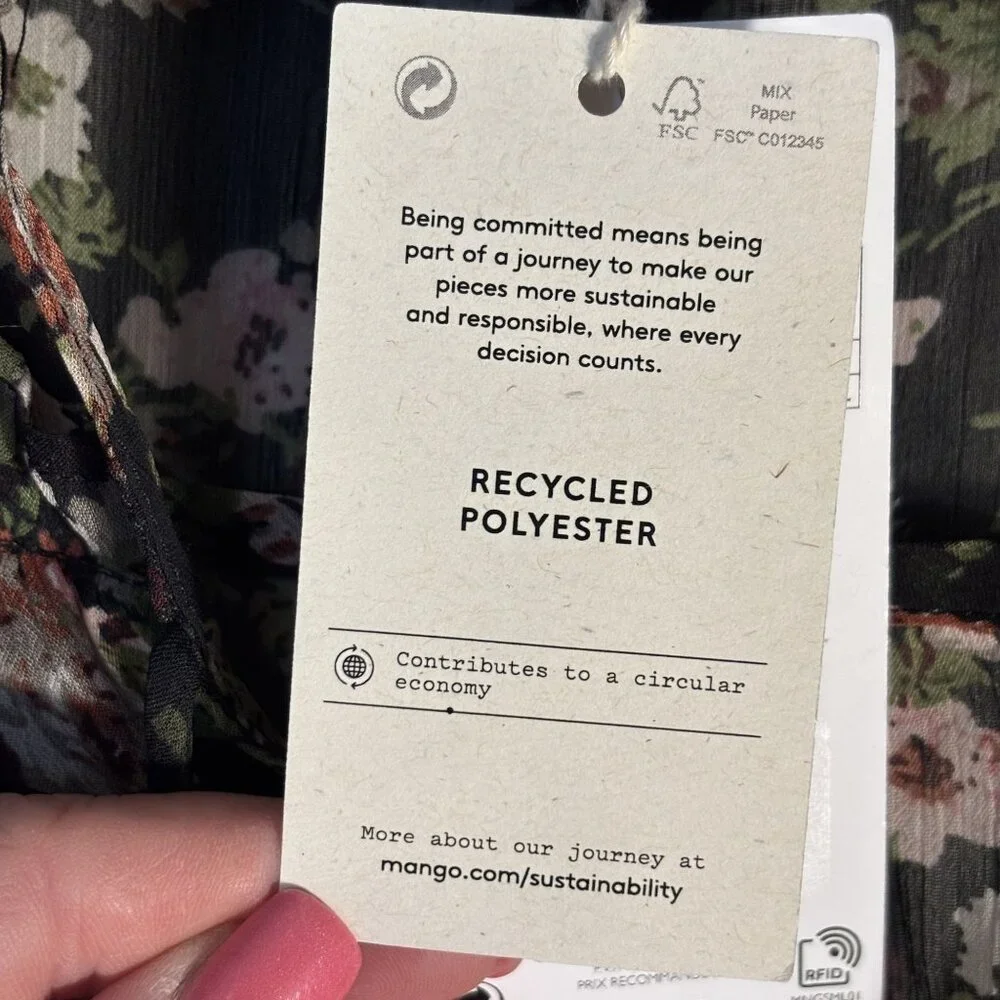 MIX
Paper
FSC FSC™ C012345
Being committed means being
part of a journey to make our
pieces more sustainable
and responsible, where every
decision counts.
RECYCLED
POLYESTER
Contributes to a circular
economy
More about our journey at
mango.com/sustainability
RFID
PRIX